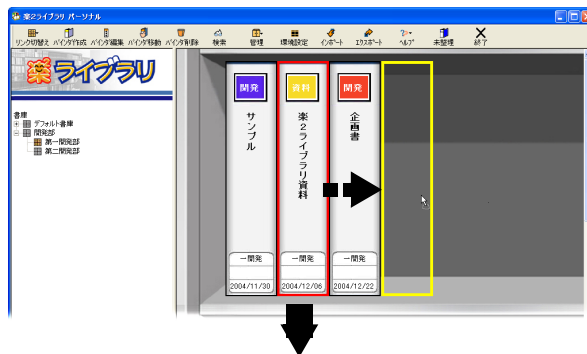 楽2ライブラリ パーソナル
リンク切替え バインダ作成 バインダ編集 バインダ移動 バインダ削除 検索 管理 環境設定 インポート エクスポート ヘルプ 未整理 終了
楽ライブラリ
書庫
デフォルト書庫
開発部
第一開発部
第二開発部
開発
サンプル
一開発
2004/11/30
資料
楽2ライブラリ資料
一開発
2004/12/06
開発
企画書
一開発
2004/12/22